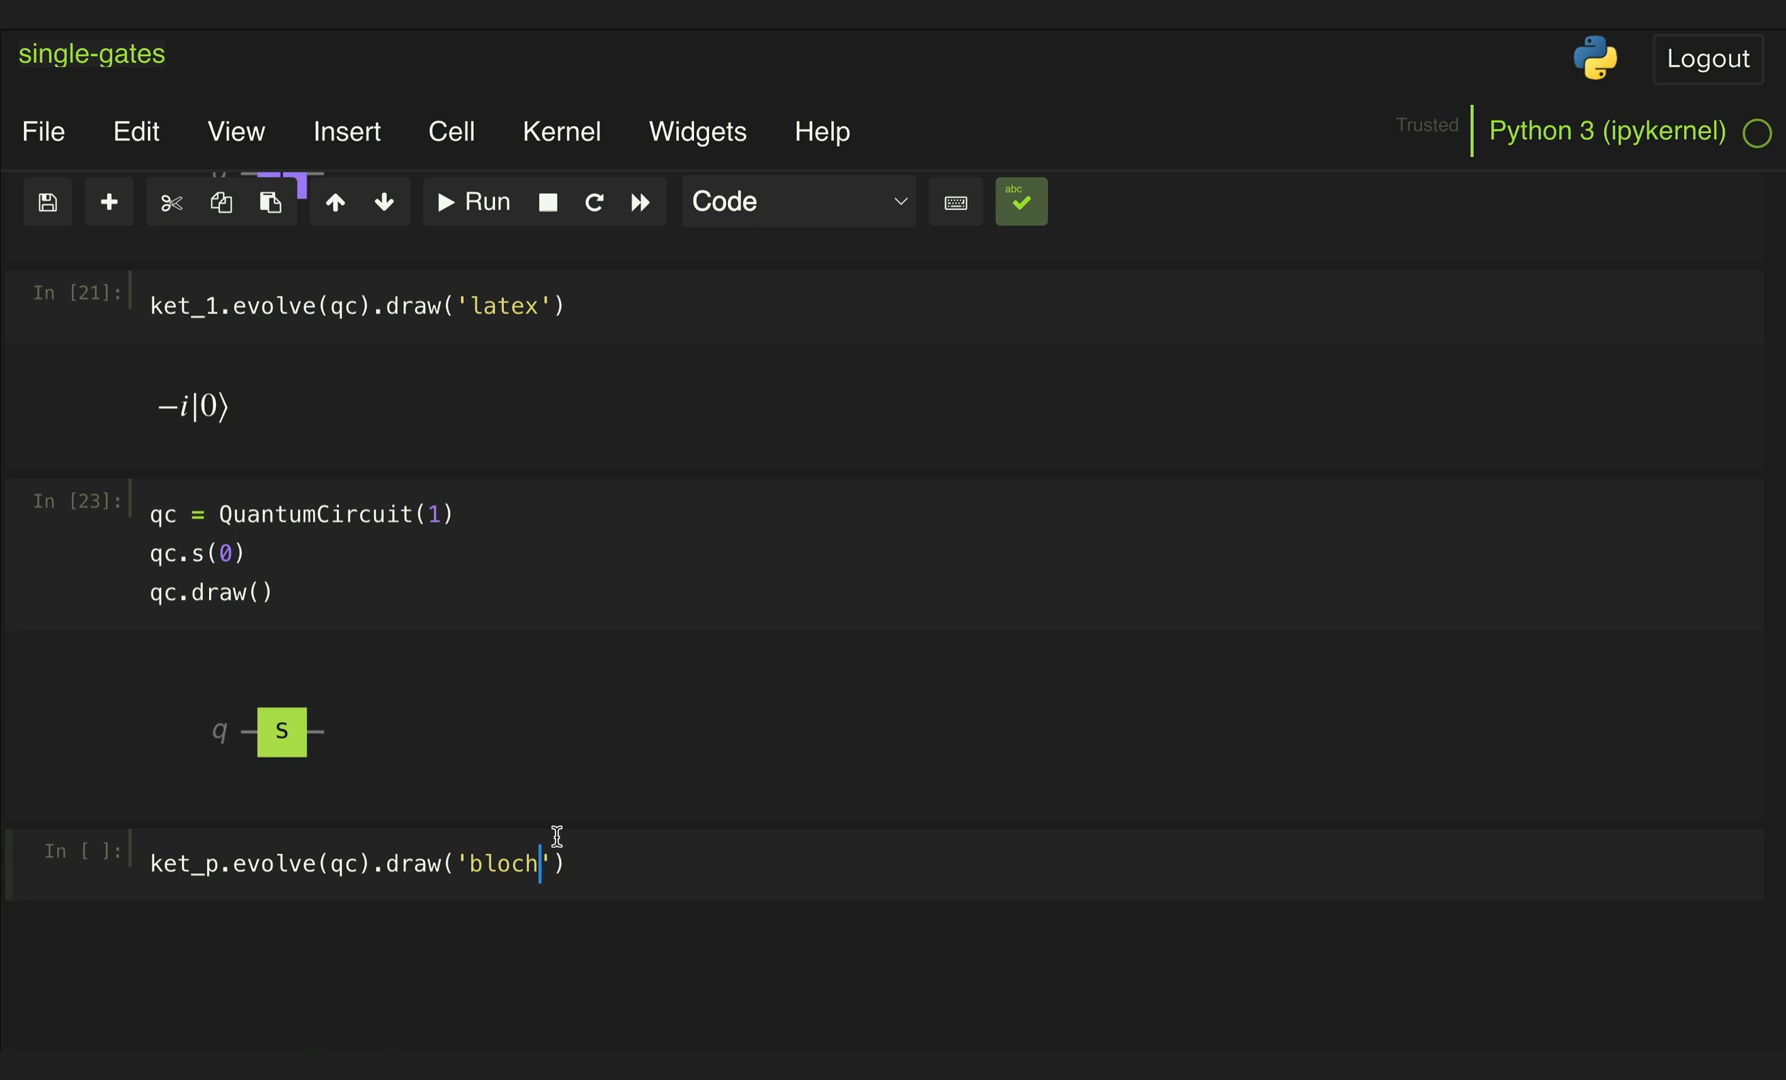 single-gates
Logout
File Edit View Insert Cell Kernel Widgets Help
Trusted
Python 3 (ipykernel)
Run
Code
abc
In [21]:
ket_1.evolve(qc).draw('latex')
−i|0⟩
In [23]:
qc = QuantumCircuit(1)
qc.s(0)
qc.draw()
q
S
In [ ]:
ket_p.evolve(qc).draw('bloch')